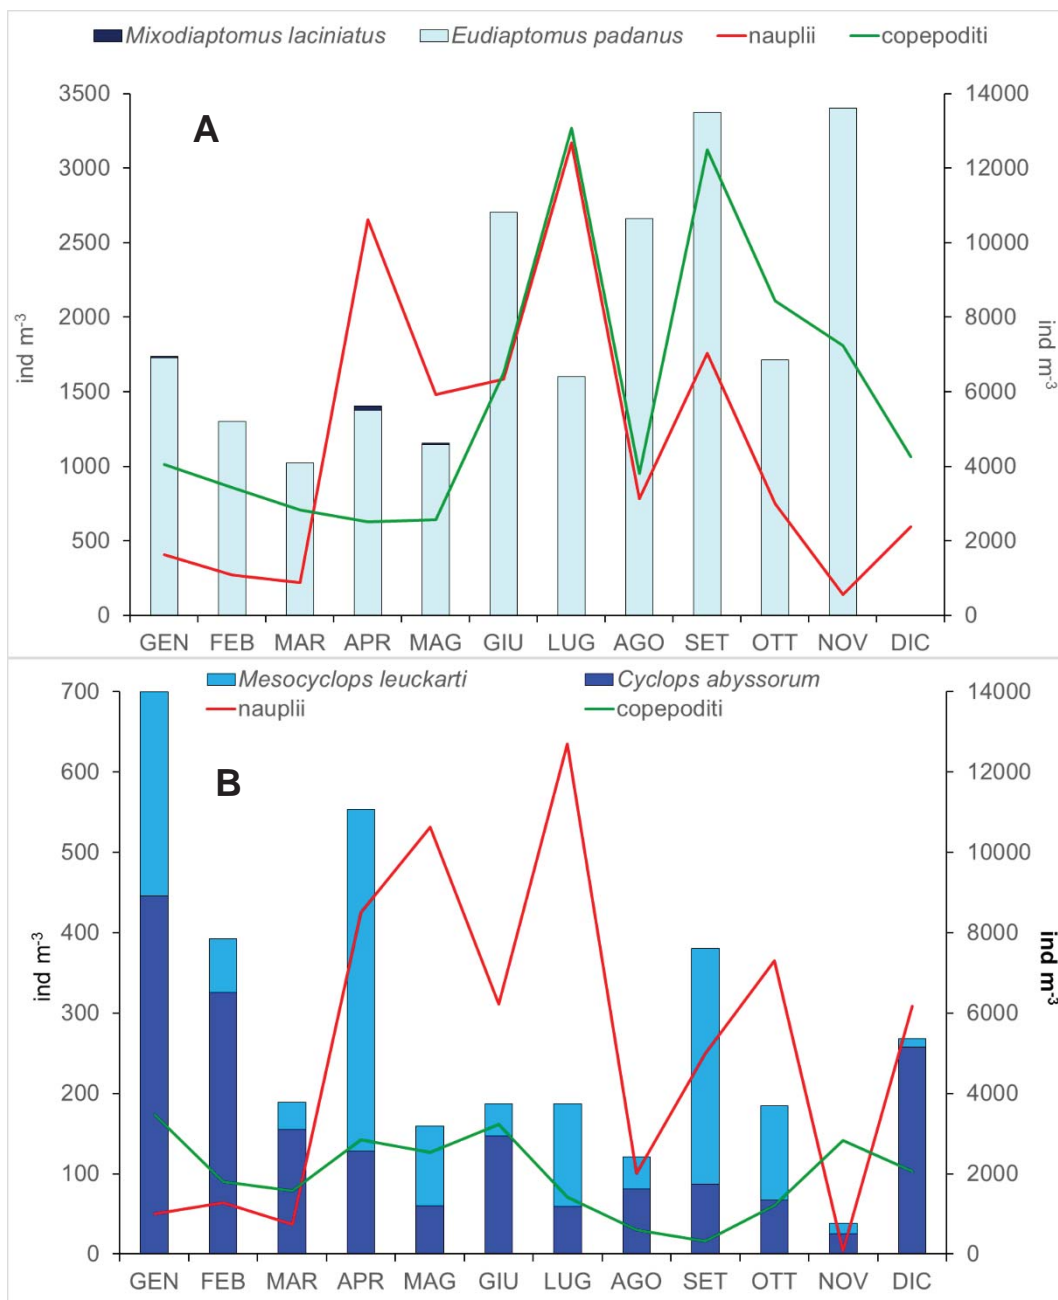 Mixodiaptomus laciniatus Eudiaptomus padanus nauplii copepoditi
A
3500
3000
2500
2000
1500
1000
500
0
ind m-3
14000
12000
10000
8000
6000
4000
2000
0
ind m-3
GEN FEB MAR APR MAG GIU LUG AGO SET OTT NOV DIC
Mesocyclops leuckarti Cyclops abyssorum
nauplii copepoditi
B
700
600
500
400
300
200
100
0
ind m-3
14000
12000
10000
8000
6000
4000
2000
0
ind m-3
GEN FEB MAR APR MAG GIU LUG AGO SET OTT NOV DIC